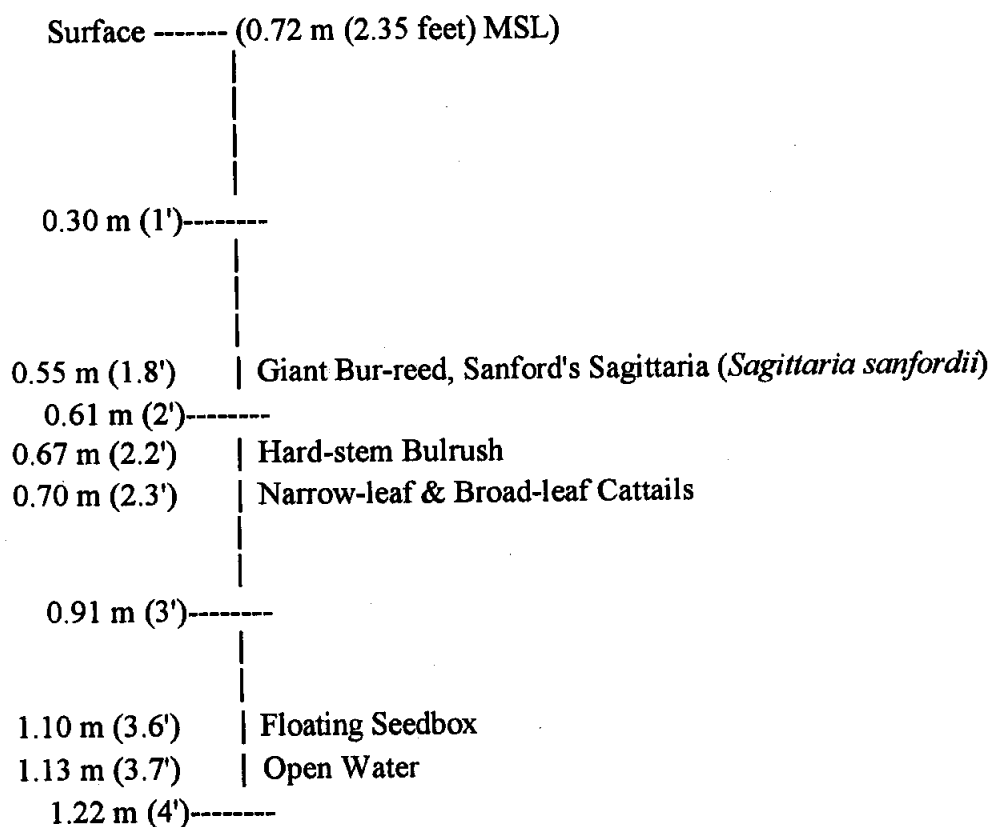 Surface ------- (0.72 m (2.35 feet) MSL)
0.30 m (1')--------
0.55 m (1.8') | Giant Bur-reed, Sanford's Sagittaria (Sagittaria sanfordii)
0.61 m (2')--------
0.67 m (2.2') | Hard-stem Bulrush
0.70 m (2.3') | Narrow-leaf & Broad-leaf Cattails
0.91 m (3')--------
1.10 m (3.6') | Floating Seedbox
1.13 m (3.7') | Open Water
1.22 m (4')--------